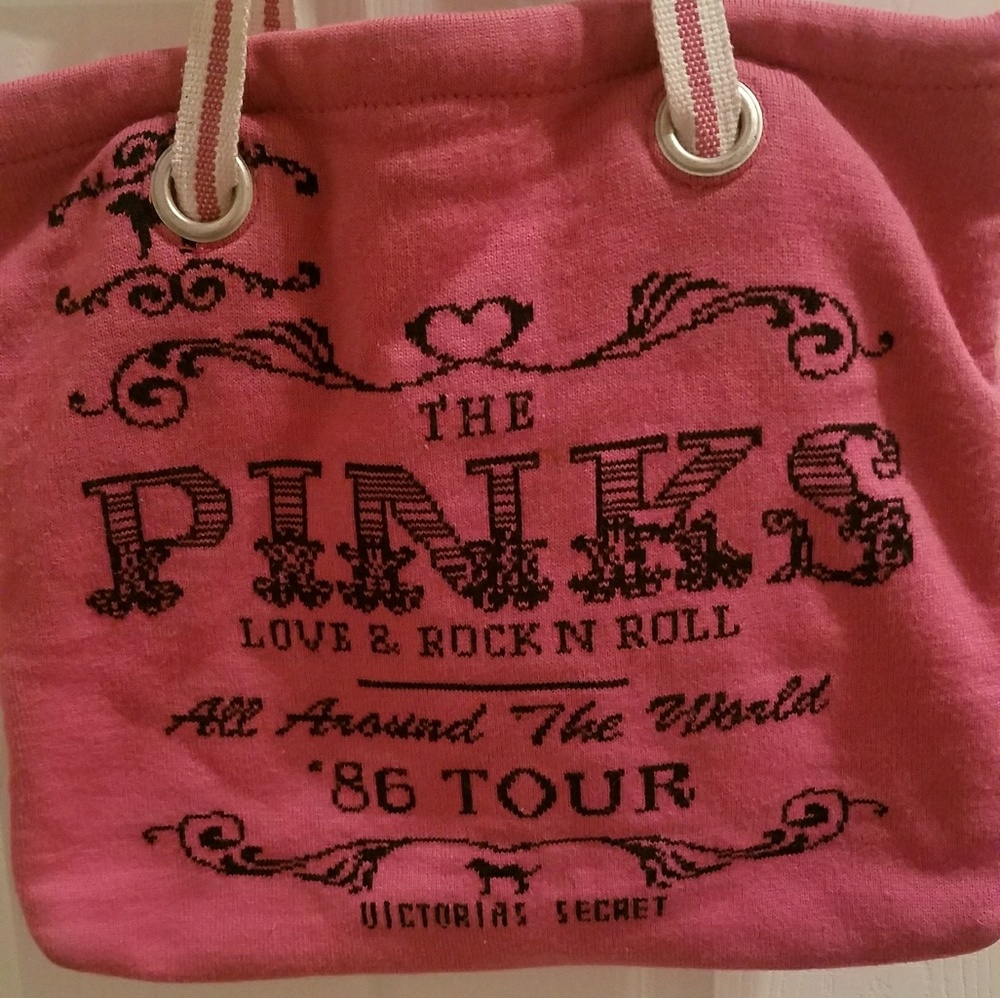 THE
PINKS
LOVE & ROCK N ROLL
All Around The World
'86 TOUR
VICTORIAS SECRET